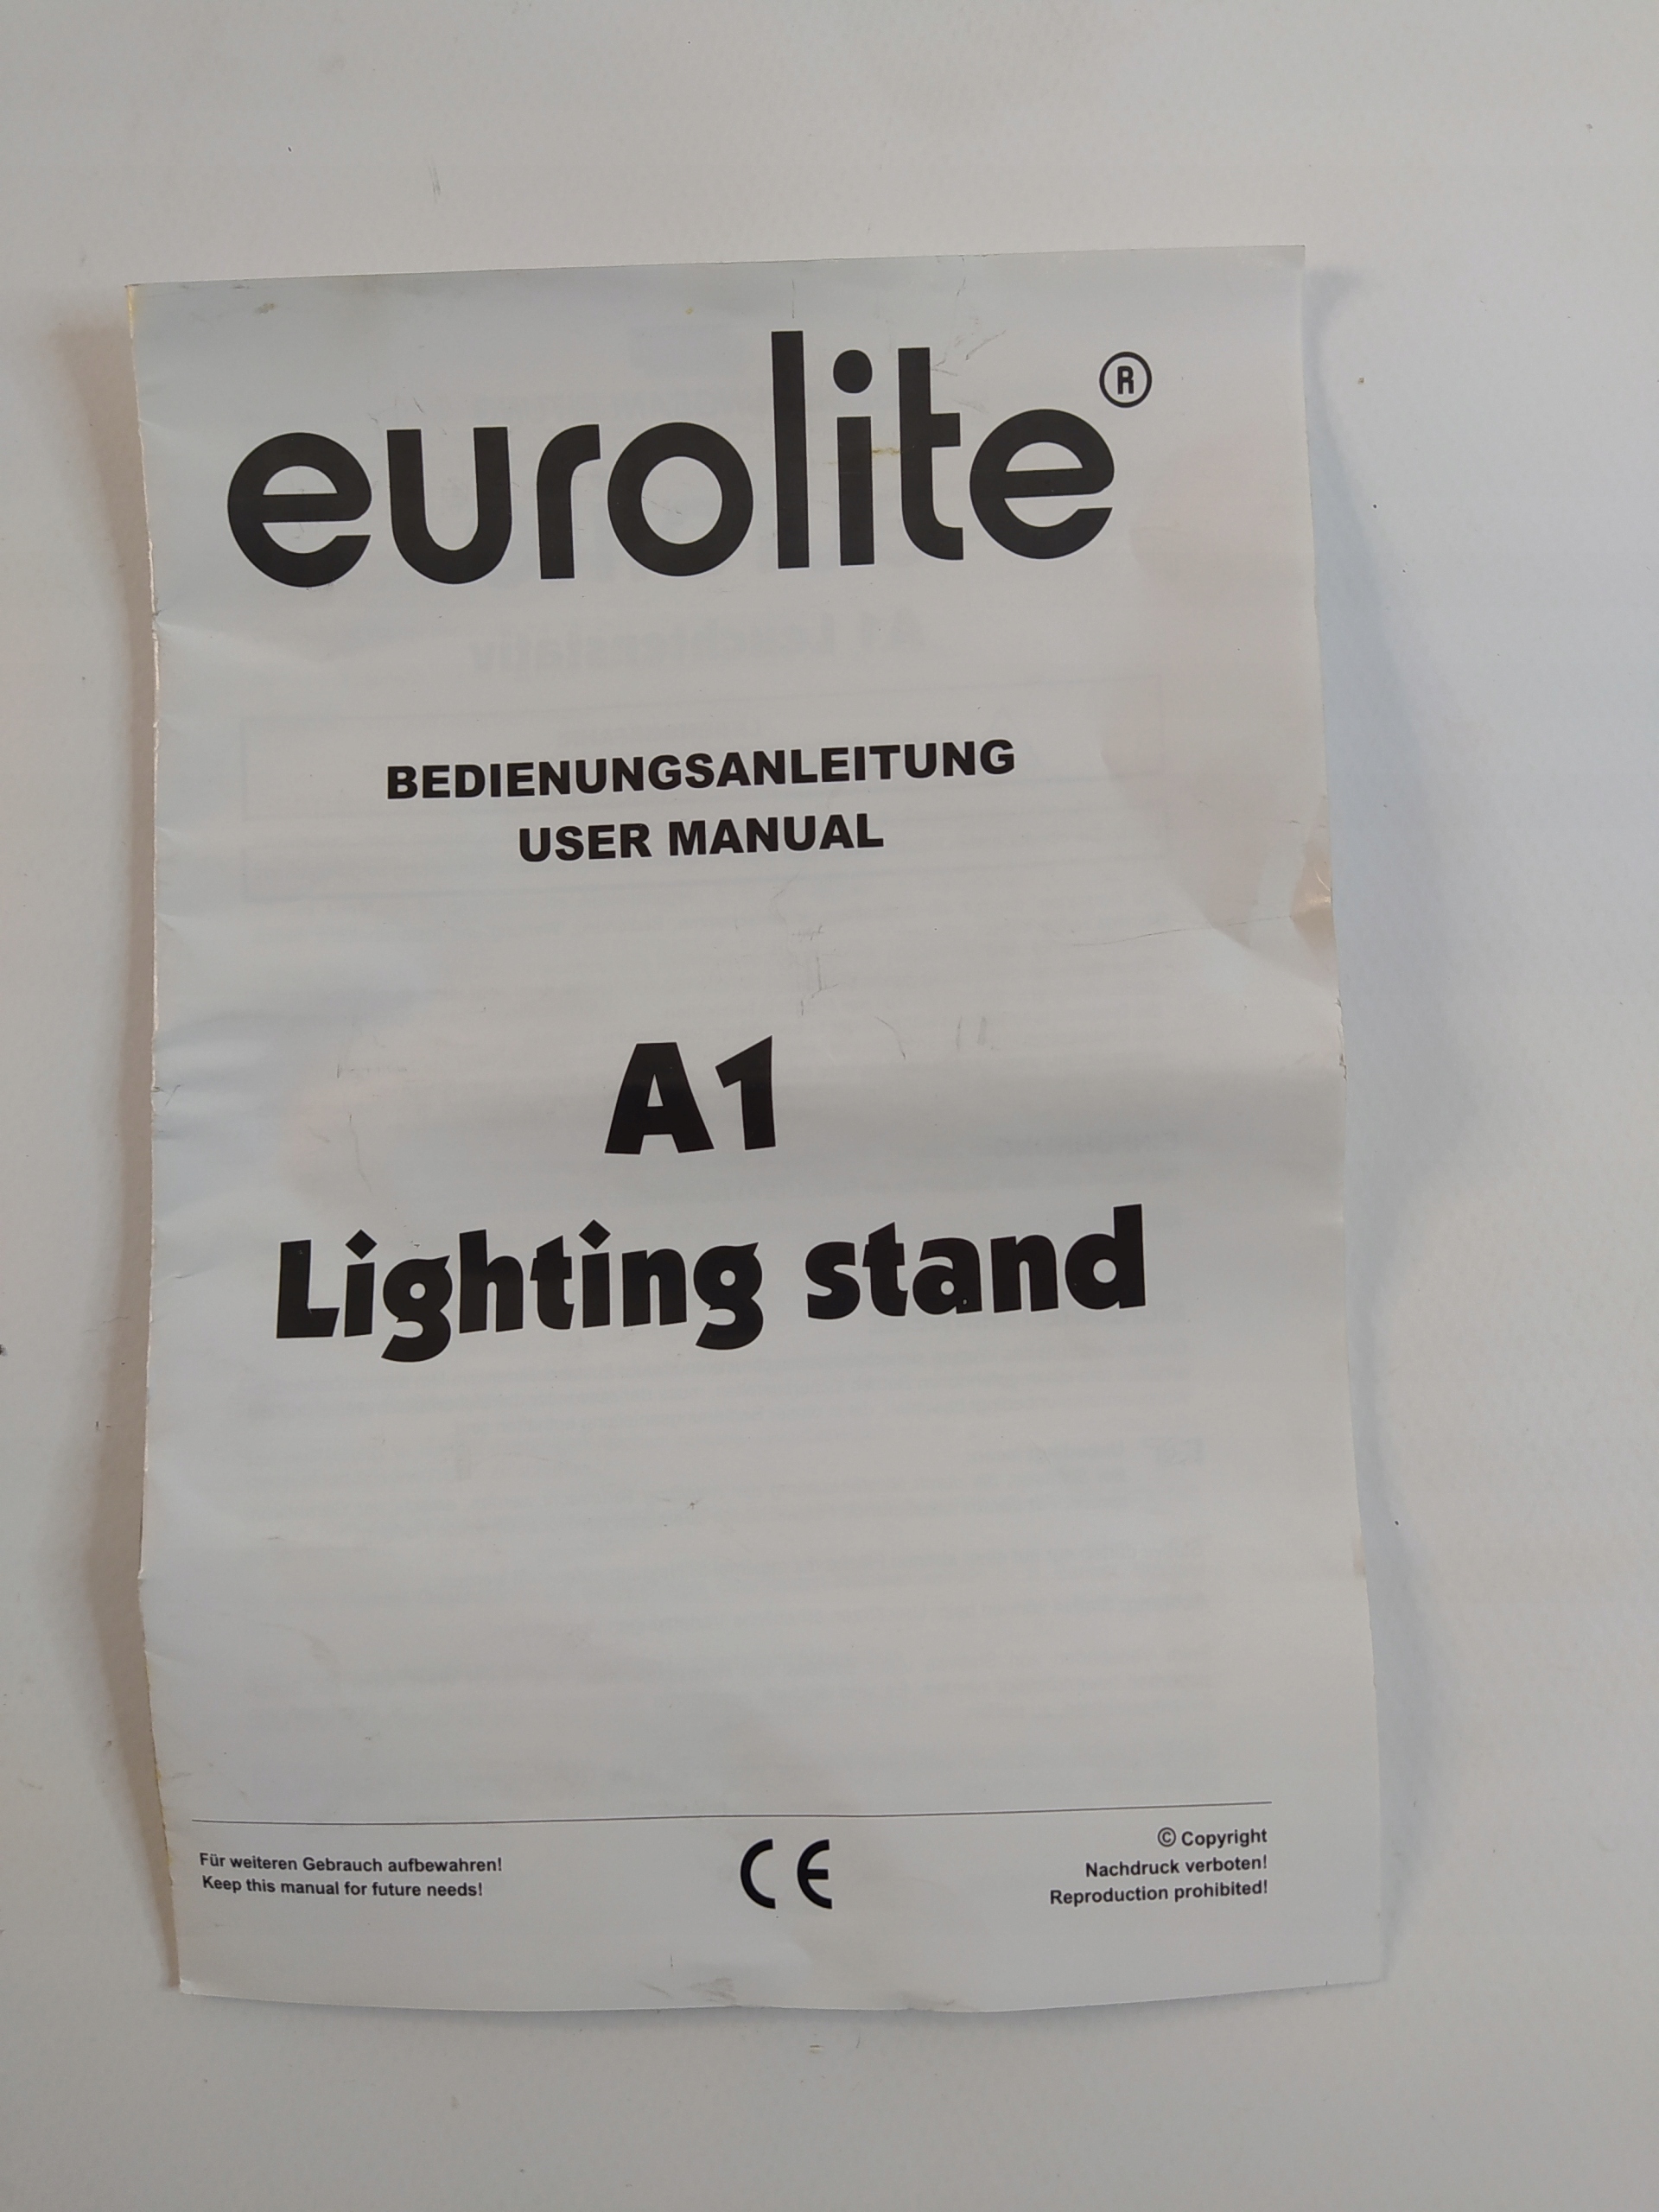 eurolite®
BEDIENUNGSANLEITUNG
USER MANUAL
A1
Lighting stand
Für weiteren Gebrauch aufbewahren!
Keep this manual for future needs!
CE
© Copyright
Nachdruck verboten!
Reproduction prohibited!